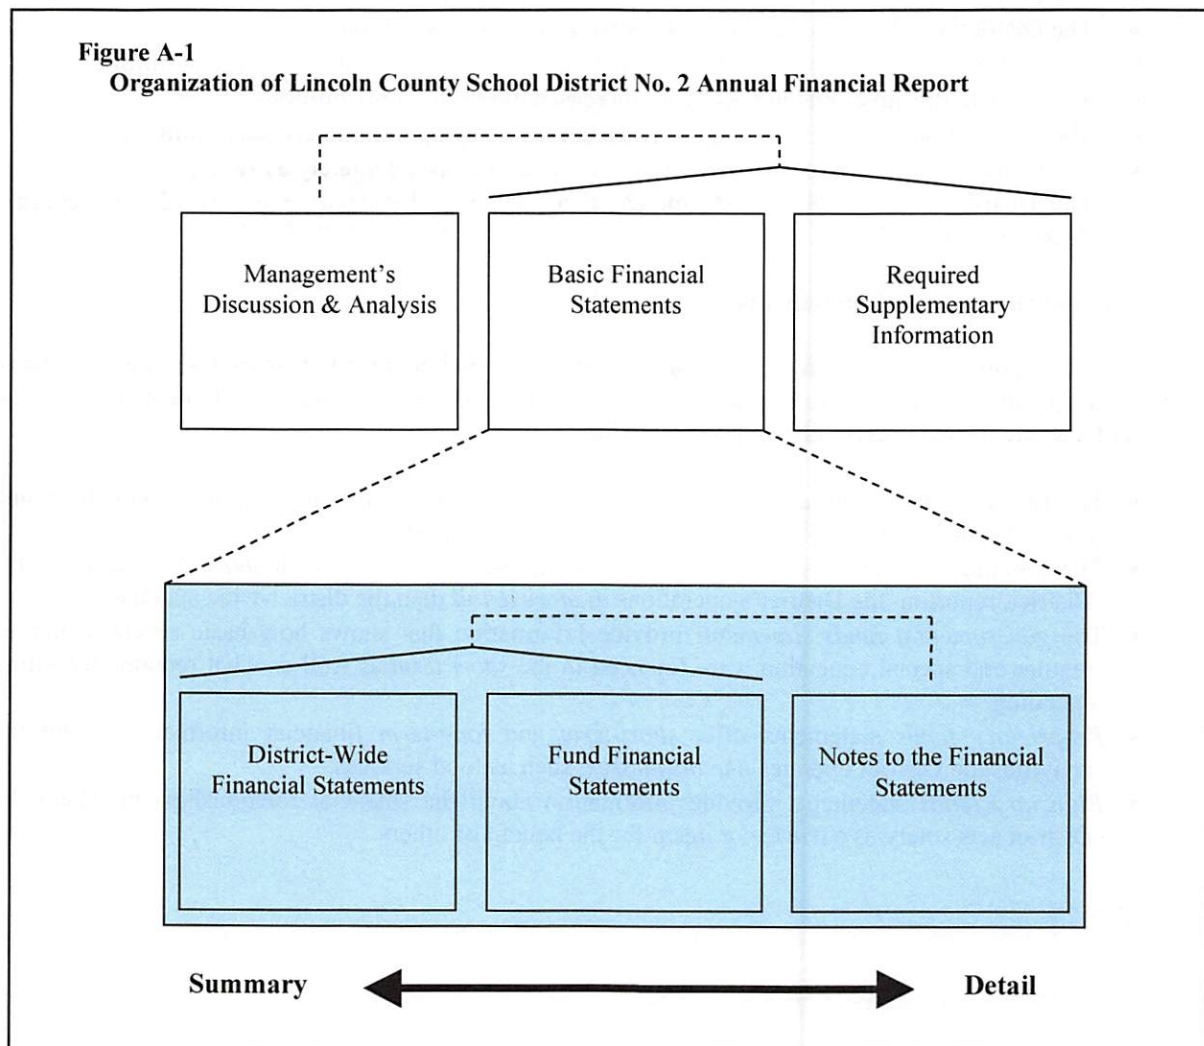 Figure A-1
Organization of Lincoln County School District No. 2 Annual Financial Report
Management's
Discussion & Analysis
Basic Financial
Statements
Required
Supplementary
Information
District-Wide
Financial Statements
Fund Financial
Statements
Notes to the Financial
Statements
Summary
Detail